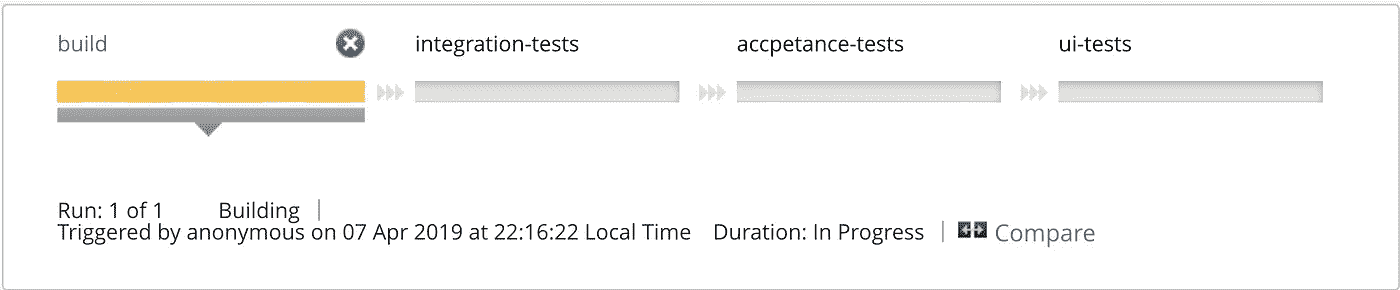 build integration-tests accpetance-tests ui-tests
Run: 1 of 1 Building
Triggered by anonymous on 07 Apr 2019 at 22:16:22 Local Time Duration: In Progress Compare